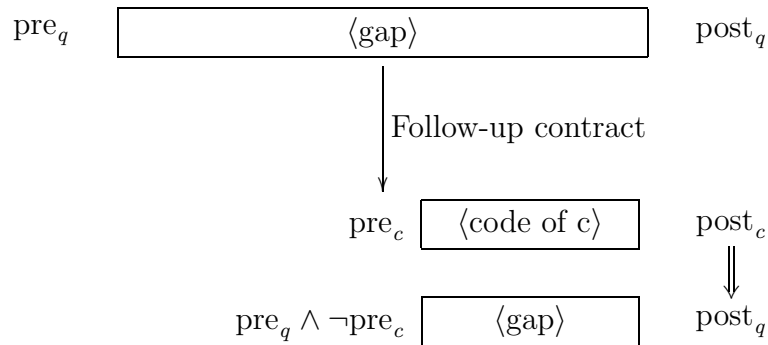 pre_q ⟨gap⟩ post_q
Follow-up contract
pre_c ⟨code of c⟩ post_c
pre_q ∧ ¬pre_c ⟨gap⟩ post_q